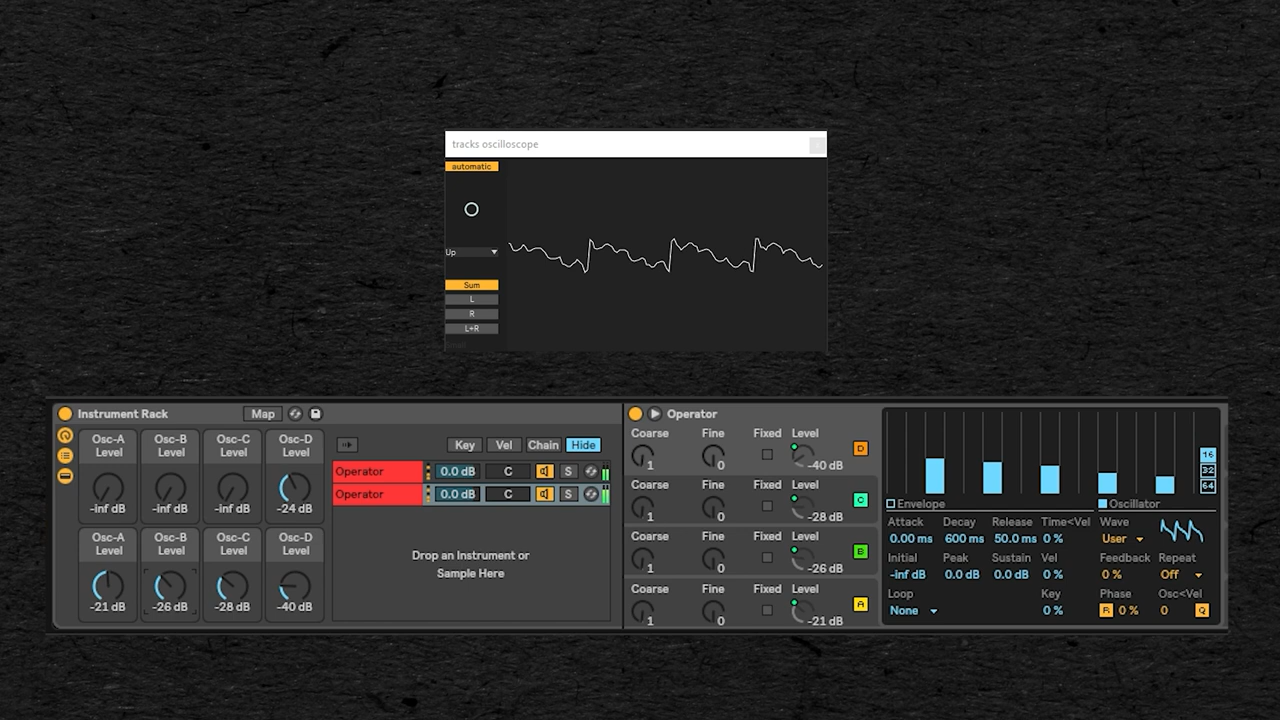 tracks oscilloscope
automatic
Up
Sum
L
R
L+R
Instrument Rack
Map
Osc-A Level
Osc-B Level
Osc-C Level
Osc-D Level
-inf dB
-inf dB
-inf dB
-24 dB
Osc-A Level
Osc-B Level
Osc-C Level
Osc-D Level
-21 dB
-26 dB
-28 dB
-40 dB
Key Vel Chain Hide
Operator 0.0 dB C S
Operator 0.0 dB C S
Drop an Instrument or
Sample Here
Operator
Coarse Fine Fixed Level
1 0 -40 dB D
Coarse Fine Fixed Level
1 0 -28 dB C
Coarse Fine Fixed Level
1 0 -26 dB B
Coarse Fine Fixed Level
1 0 -21 dB A
16
32
64
Envelope Oscillator
Attack Decay Release Time<Vel Wave
0.00 ms 600 ms 50.0 ms 0 % User
Initial Peak Sustain Vel Feedback Repeat
-inf dB 0.0 dB 0.0 dB 0 % 0 % Off
Loop Key Phase Osc<Vel
None 0 % R 0 % 0 Q